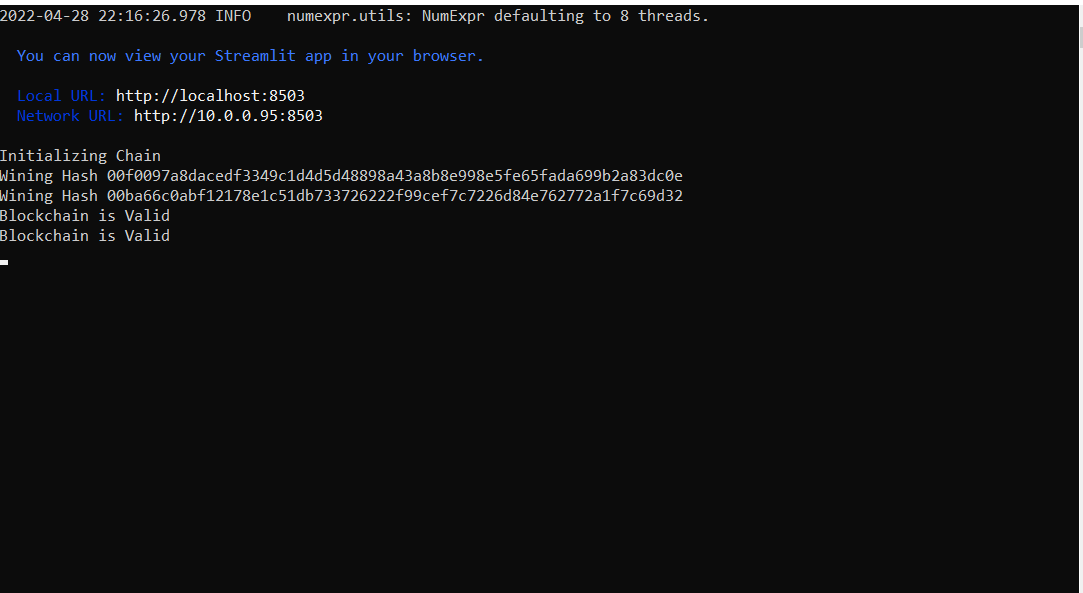 2022-04-28 22:16:26.978 INFO    numexpr.utils: NumExpr defaulting to 8 threads.
You can now view your Streamlit app in your browser.
Local URL: http://localhost:8503
Network URL: http://10.0.0.95:8503
Initializing Chain
Wining Hash 00f0097a8dacedf3349c1d4d5d48898a43a8b8e998e5fe65fada699b2a83dc0e
Wining Hash 00ba66c0abf12178e1c51db733726222f99cef7c7226d84e762772a1f7c69d32
Blockchain is Valid
Blockchain is Valid